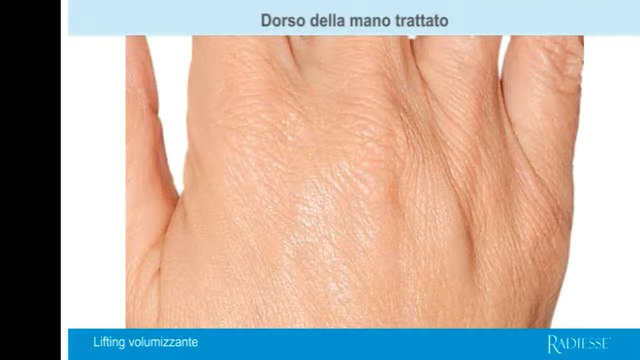 Dorso della mano trattato
Lifting volumizzante
RADIESSE